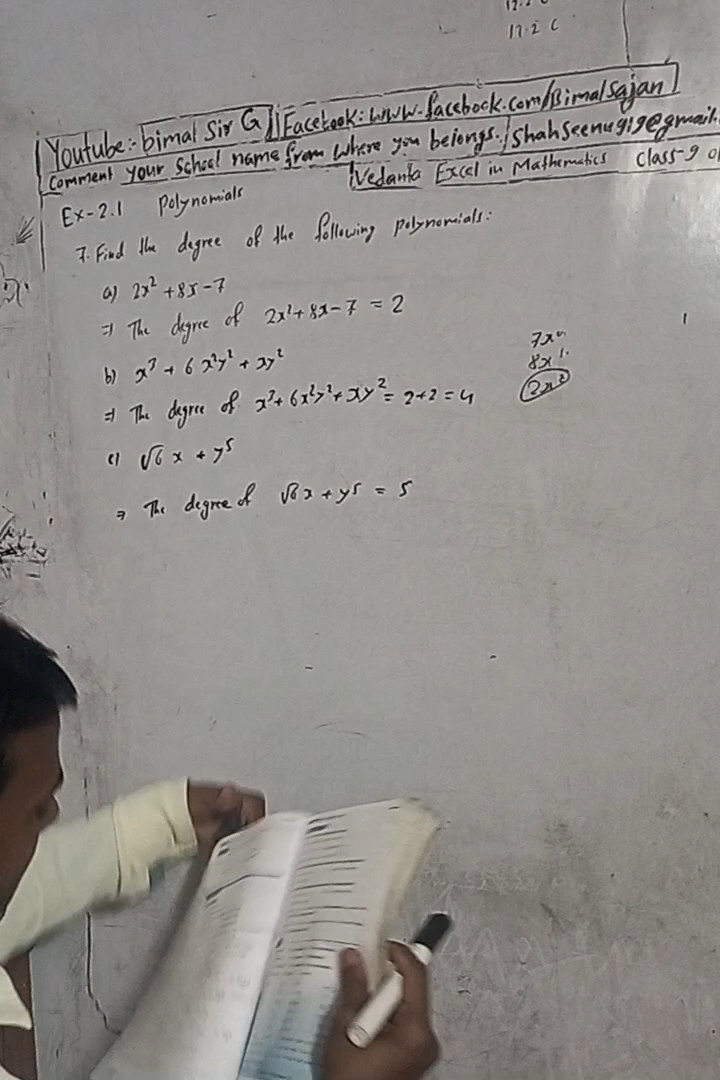 17.2 C
Youtube:- bimal Sir G || Facebook: www.facebook.com/Bimalsajan
Comment your School name from where you belongs. / Shahseenu919@gmail.
Vedanta Excel in Mathematics Class-9
Ex-2.1 Polynomials
7. Find the degree of the following polynomials:
a) 2x² + 8x - 7
⇒ The degree of 2x² + 8x - 7 = 2
7x⁰
8x¹
2x²
b) x³ + 6x²y² + xy²
⇒ The degree of x³ + 6x²y² + xy² = 2+2 = 4
c) √6 x + y⁵
⇒ The degree of √6 x + y⁵ = 5